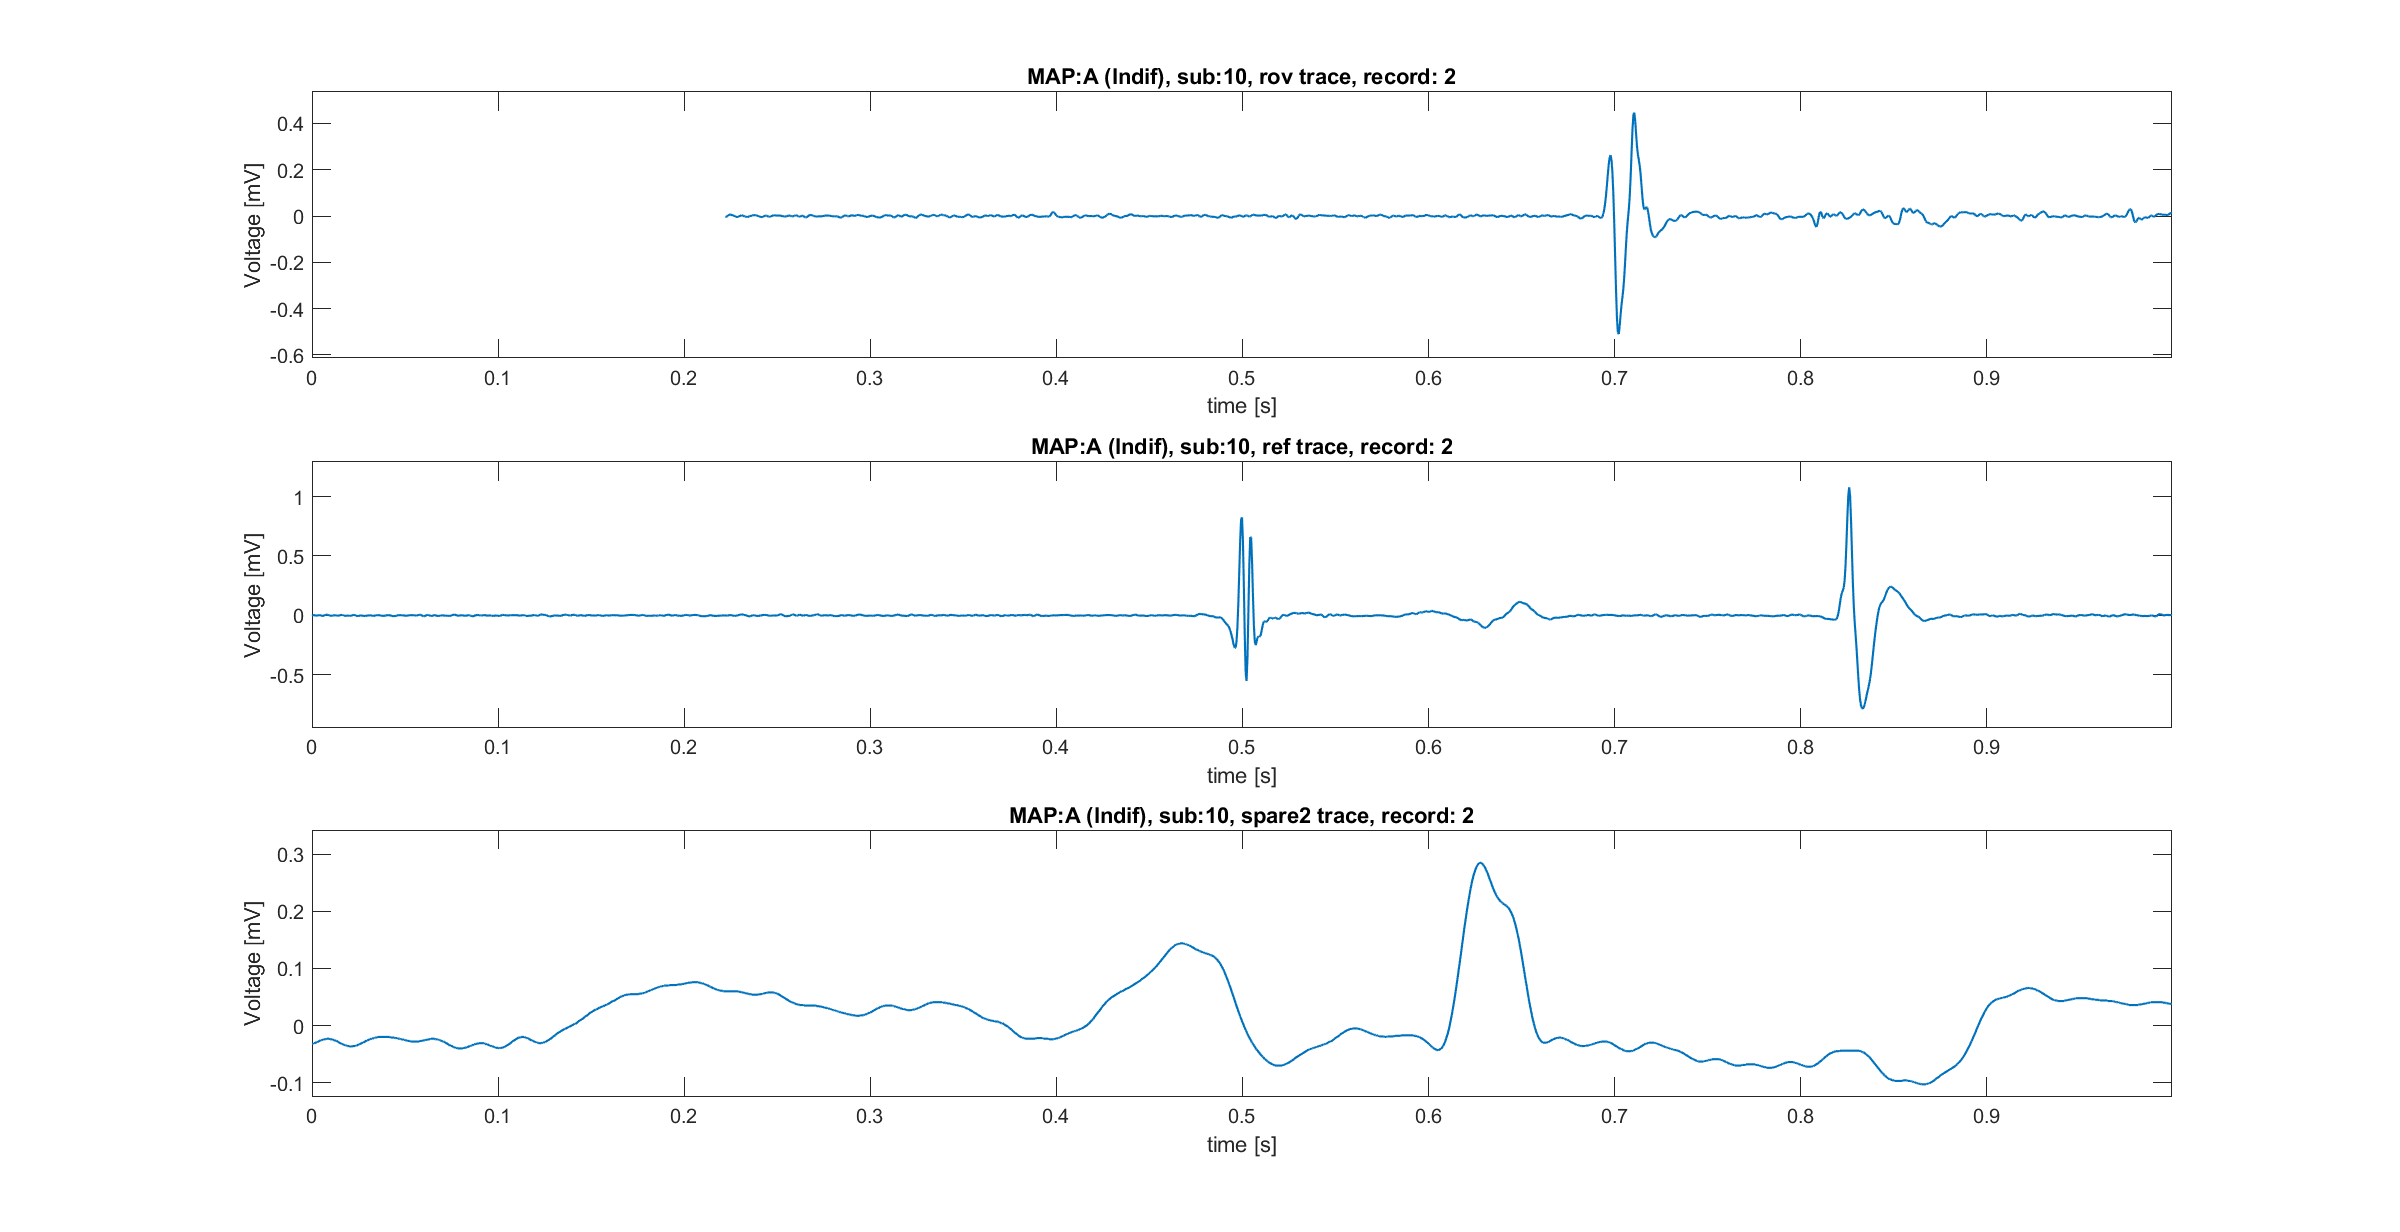 MAP:A (Indif), sub:10, rov trace, record: 2
Voltage [mV]
0.4
0.2
0
-0.2
-0.4
-0.6
0 0.1 0.2 0.3 0.4 0.5 0.6 0.7 0.8 0.9
time [s]
MAP:A (Indif), sub:10, ref trace, record: 2
Voltage [mV]
1
0.5
0
-0.5
0 0.1 0.2 0.3 0.4 0.5 0.6 0.7 0.8 0.9
time [s]
MAP:A (Indif), sub:10, spare2 trace, record: 2
Voltage [mV]
0.3
0.2
0.1
0
-0.1
0 0.1 0.2 0.3 0.4 0.5 0.6 0.7 0.8 0.9
time [s]